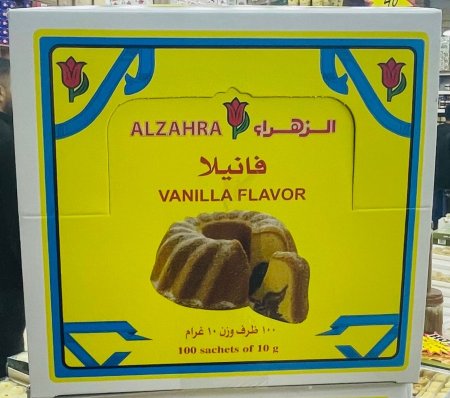 ALZAHRA الزهراء
فانيلا
VANILLA FLAVOR
١٠٠ ظرف وزن ١٠ غرام
100 sachets of 10 g